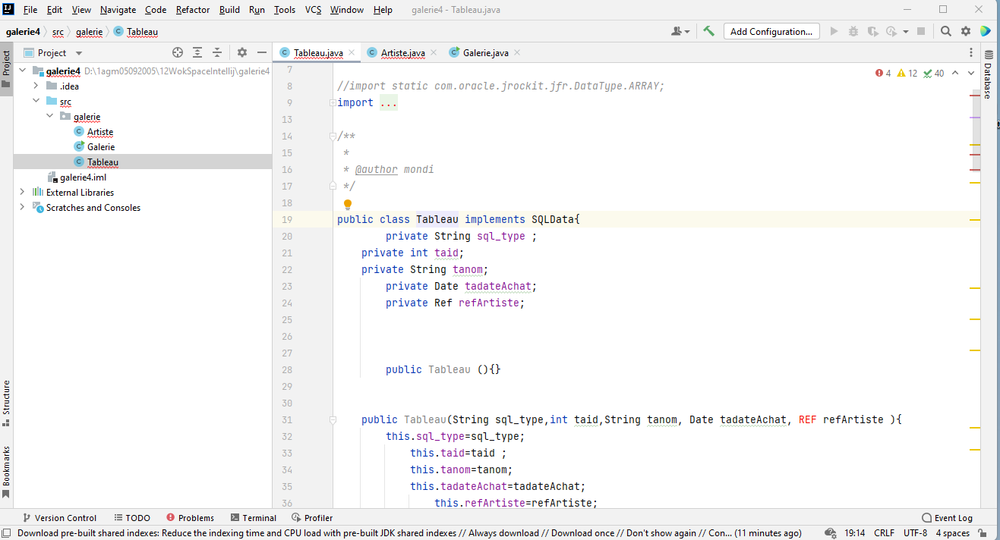 File Edit View Navigate Code Refactor Build Run Tools VCS Window Help galerie4 - Tableau.java
galerie4 src galerie Tableau Add Configuration...
Project Tableau.java Artiste.java Galerie.java
galerie4 D:\1agm05092005\12WokSpaceIntellij\galerie4
.idea
src
galerie
Artiste
Galerie
Tableau
galerie4.iml
External Libraries
Scratches and Consoles
Project
Structure
Bookmarks
4 12 40
7
8 //import static com.oracle.jrockit.jfr.DataType.ARRAY;
9 import ...
13
14 /**
15 *
16 * @author mondi
17 */
18
19 public class Tableau implements SQLData{
20 private String sql_type ;
21 private int taid;
22 private String tanom;
23 private Date tadateAchat;
24 private Ref refArtiste;
25
26
27
28 public Tableau (){}
29
30
31 public Tableau(String sql_type,int taid,String tanom, Date tadateAchat, REF refArtiste ){
32 this.sql_type=sql_type;
33 this.taid=taid ;
34 this.tanom=tanom;
35 this.tadateAchat=tadateAchat;
36 this.refArtiste=refArtiste;
Database
Version Control TODO Problems Terminal Profiler Event Log
Download pre-built shared indexes: Reduce the indexing time and CPU load with pre-built JDK shared indexes // Always download // Download once // Don't show again // Con... (11 minutes ago) 19:14 CRLF UTF-8 4 spaces